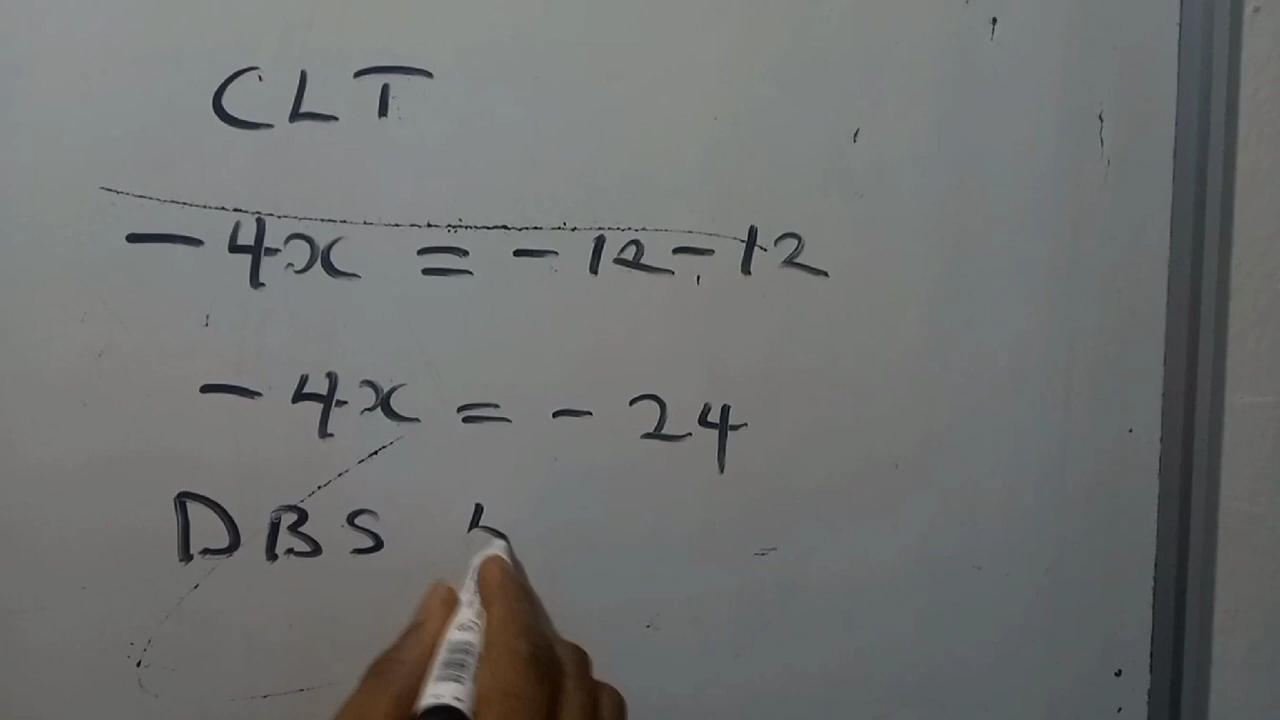 CLT
-4x = -12-12
-4x = -24
DBS